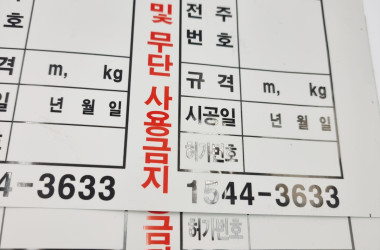 호
격 m, kg
일 년 월 일
호
4-3633
및 무단 사용금지
전 주
번 호
규 격 m, kg
시공일 년 월 일
허가번호
1544-3633
허가번호
금